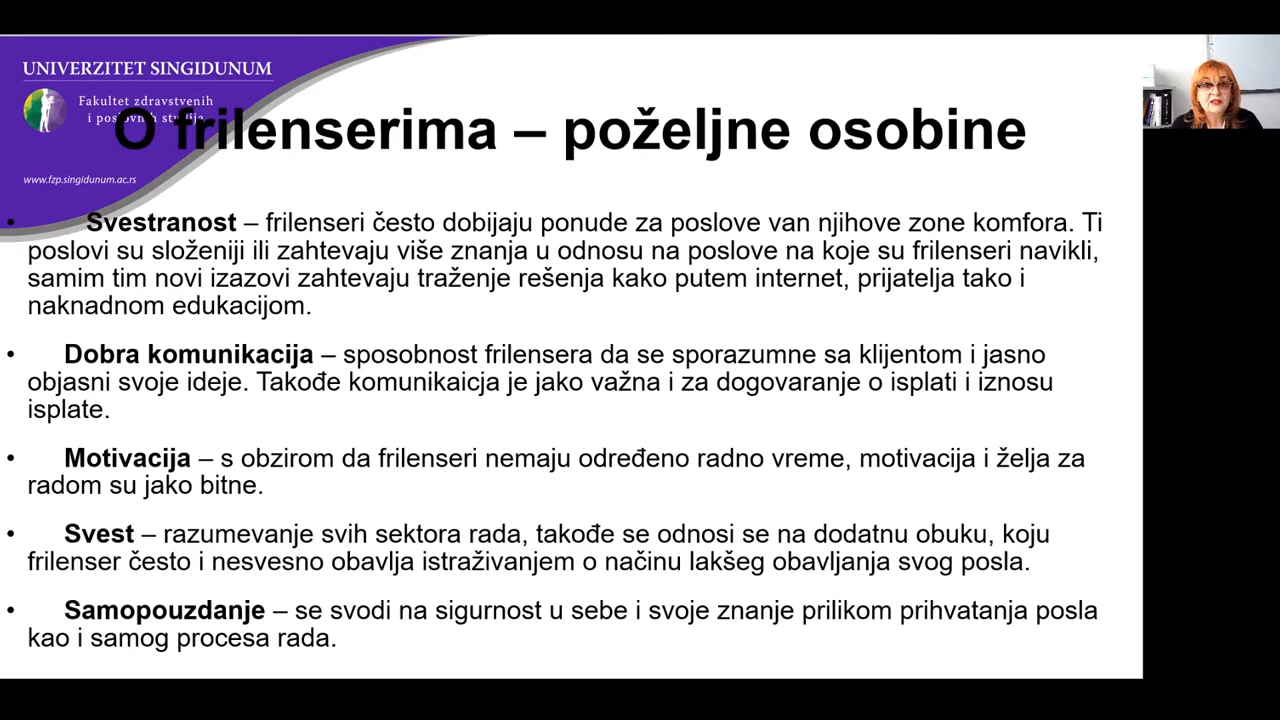 UNIVERZITET SINGIDUNUM
Fakultet zdravstvenih
i poslovnih studija
www.fzp.singidunum.ac.rs
O frilenserima – poželjne osobine
• Svestranost – frilenseri često dobijaju ponude za poslove van njihove zone komfora. Ti
poslovi su složeniji ili zahtevaju više znanja u odnosu na poslove na koje su frilenseri navikli,
samim tim novi izazovi zahtevaju traženje rešenja kako putem internet, prijatelja tako i
naknadnom edukacijom.
• Dobra komunikacija – sposobnost frilensera da se sporazumne sa klijentom i jasno
objasni svoje ideje. Takođe komunikaicja je jako važna i za dogovaranje o isplati i iznosu
isplate.
• Motivacija – s obzirom da frilenseri nemaju određeno radno vreme, motivacija i želja za
radom su jako bitne.
• Svest – razumevanje svih sektora rada, takođe se odnosi se na dodatnu obuku, koju
frilenser često i nesvesno obavlja istraživanjem o načinu lakšeg obavljanja svog posla.
• Samopouzdanje – se svodi na sigurnost u sebe i svoje znanje prilikom prihvatanja posla
kao i samog procesa rada.